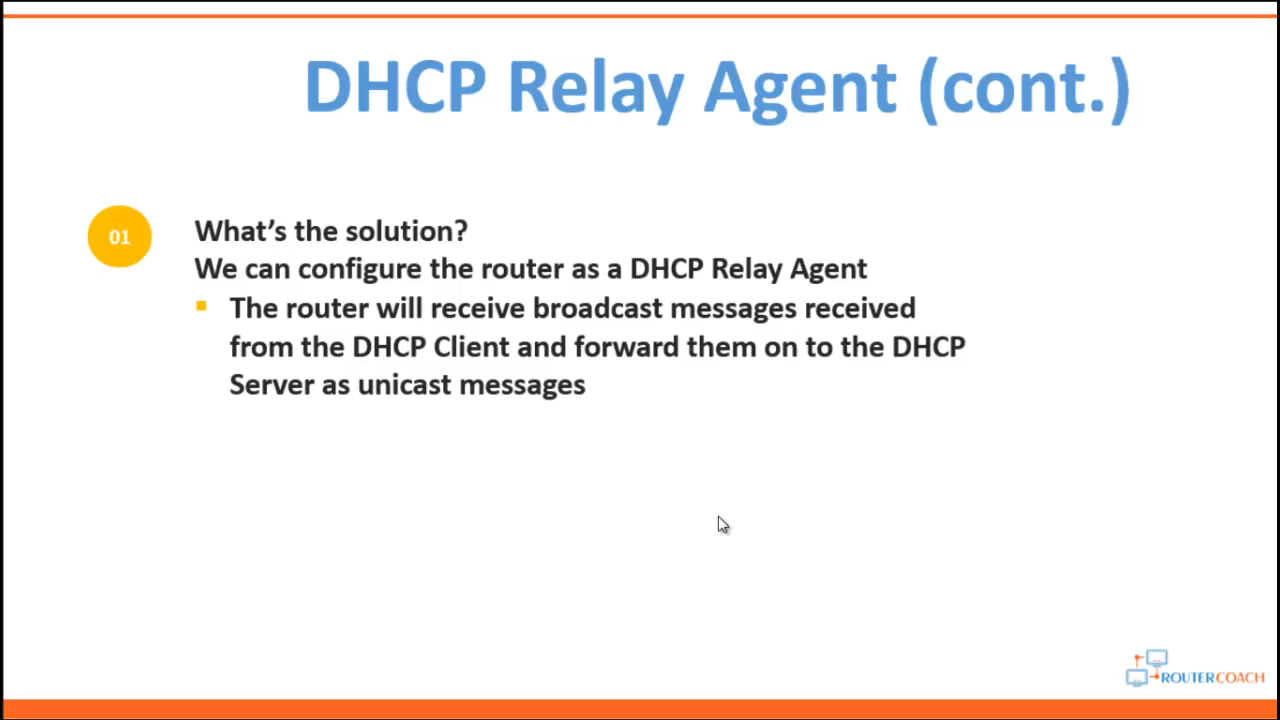 DHCP Relay Agent (cont.)
01
What's the solution?
We can configure the router as a DHCP Relay Agent
The router will receive broadcast messages received
from the DHCP Client and forward them on to the DHCP
Server as unicast messages
ROUTERCOACH